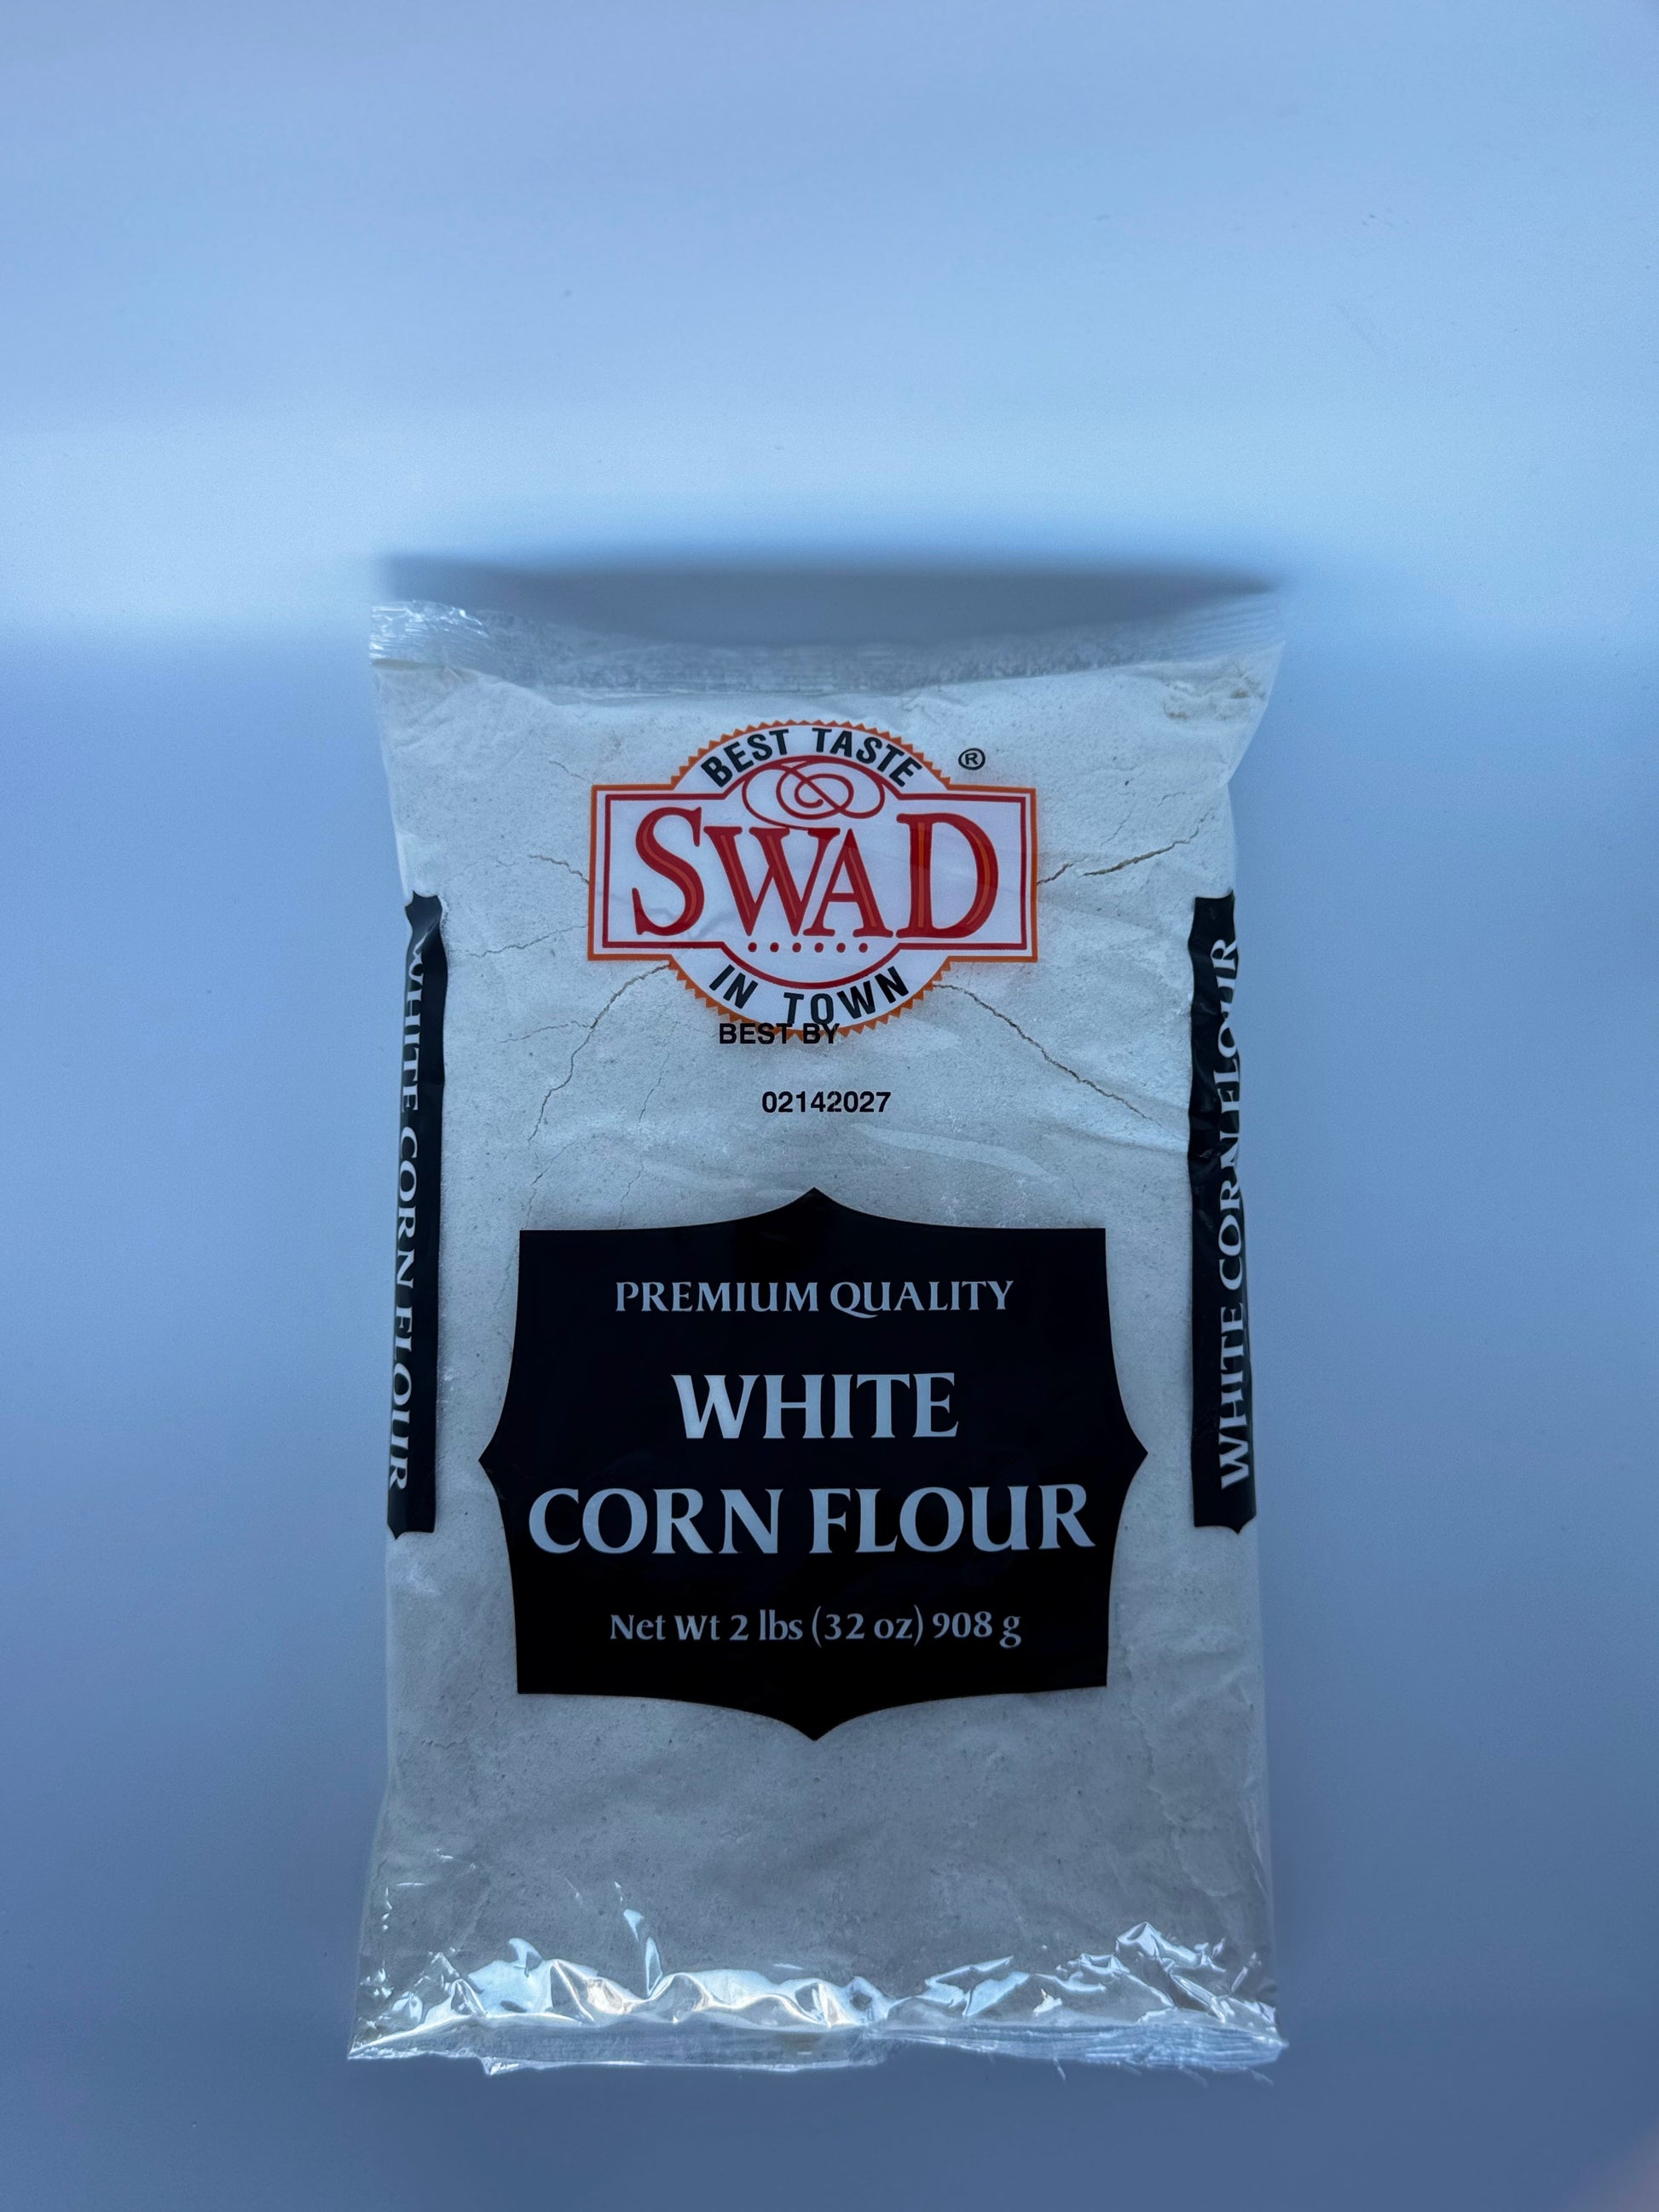 BEST TASTE
®
SWAD
IN TOWN
BEST BY
02142027
PREMIUM QUALITY
WHITE
CORN FLOUR
Net Wt 2 lbs (32 oz) 908 g
WHITE CORN FLOUR
WHITE CORN FLOUR